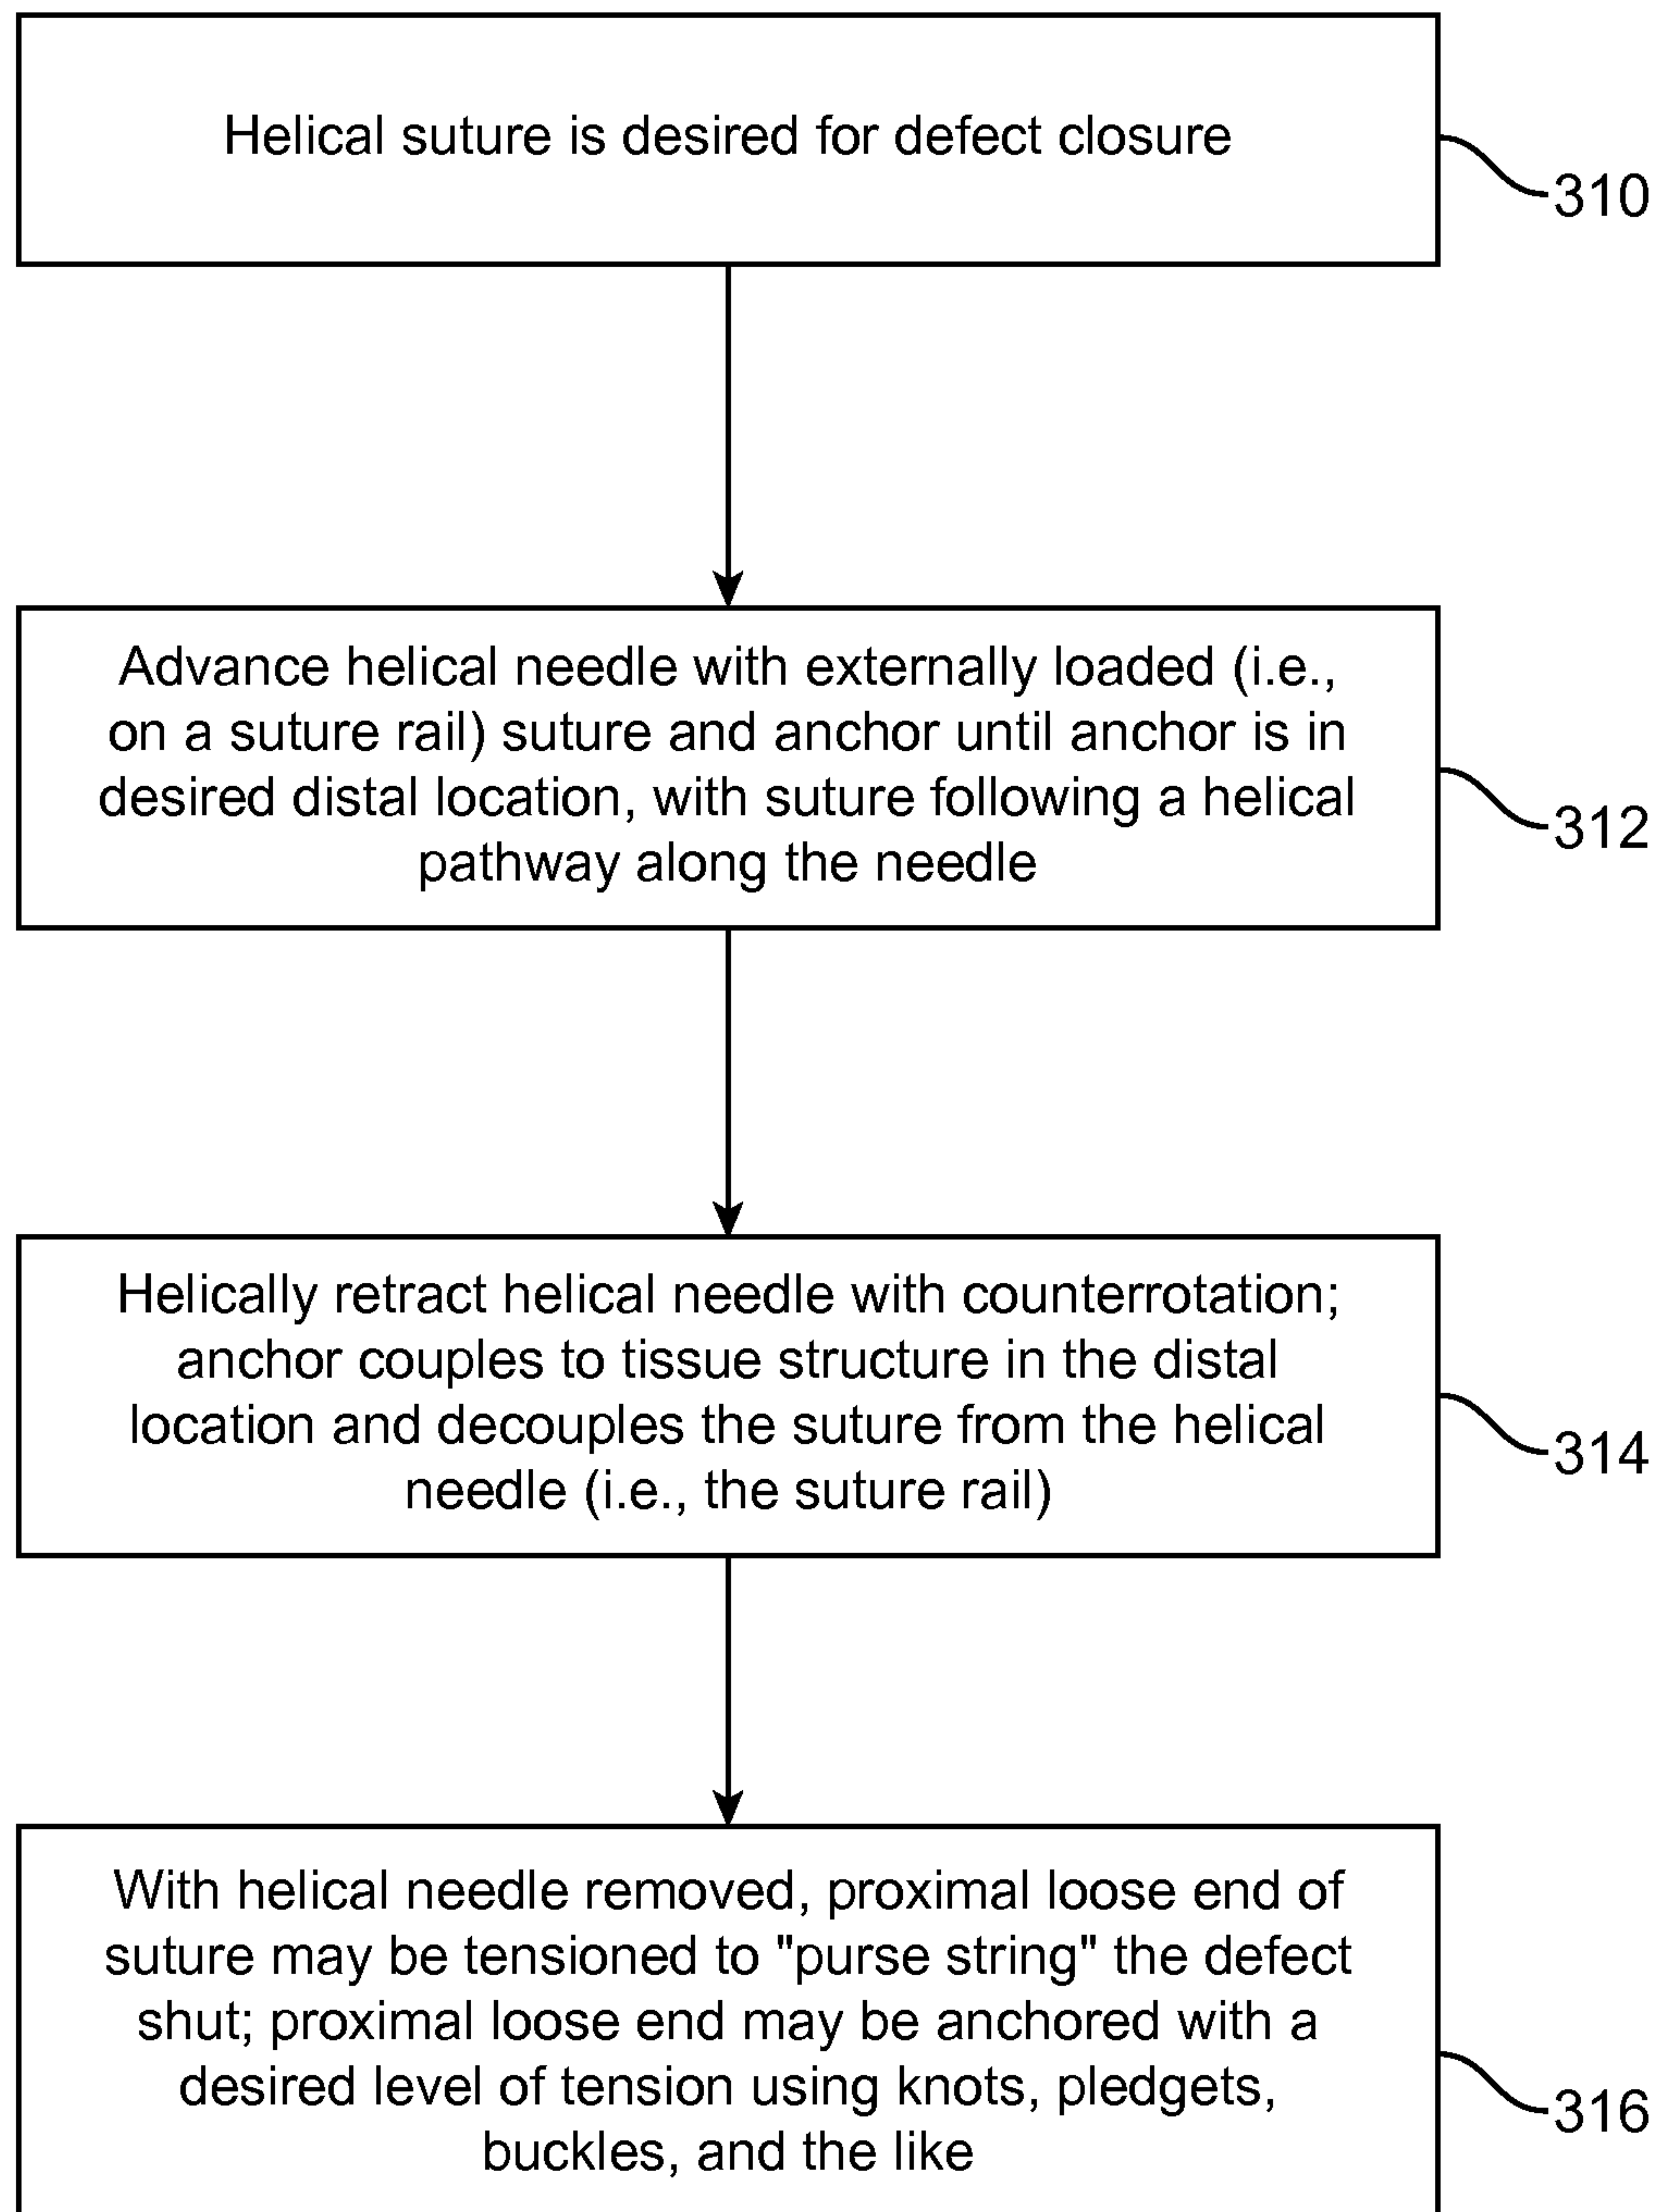 Helical suture is desired for defect closure
310
Advance helical needle with externally loaded (i.e.,
on a suture rail) suture and anchor until anchor is in
desired distal location, with suture following a helical
pathway along the needle
312
Helically retract helical needle with counterrotation;
anchor couples to tissue structure in the distal
location and decouples the suture from the helical
needle (i.e., the suture rail)
314
With helical needle removed, proximal loose end of
suture may be tensioned to "purse string" the defect
shut; proximal loose end may be anchored with a
desired level of tension using knots, pledgets,
buckles, and the like
316